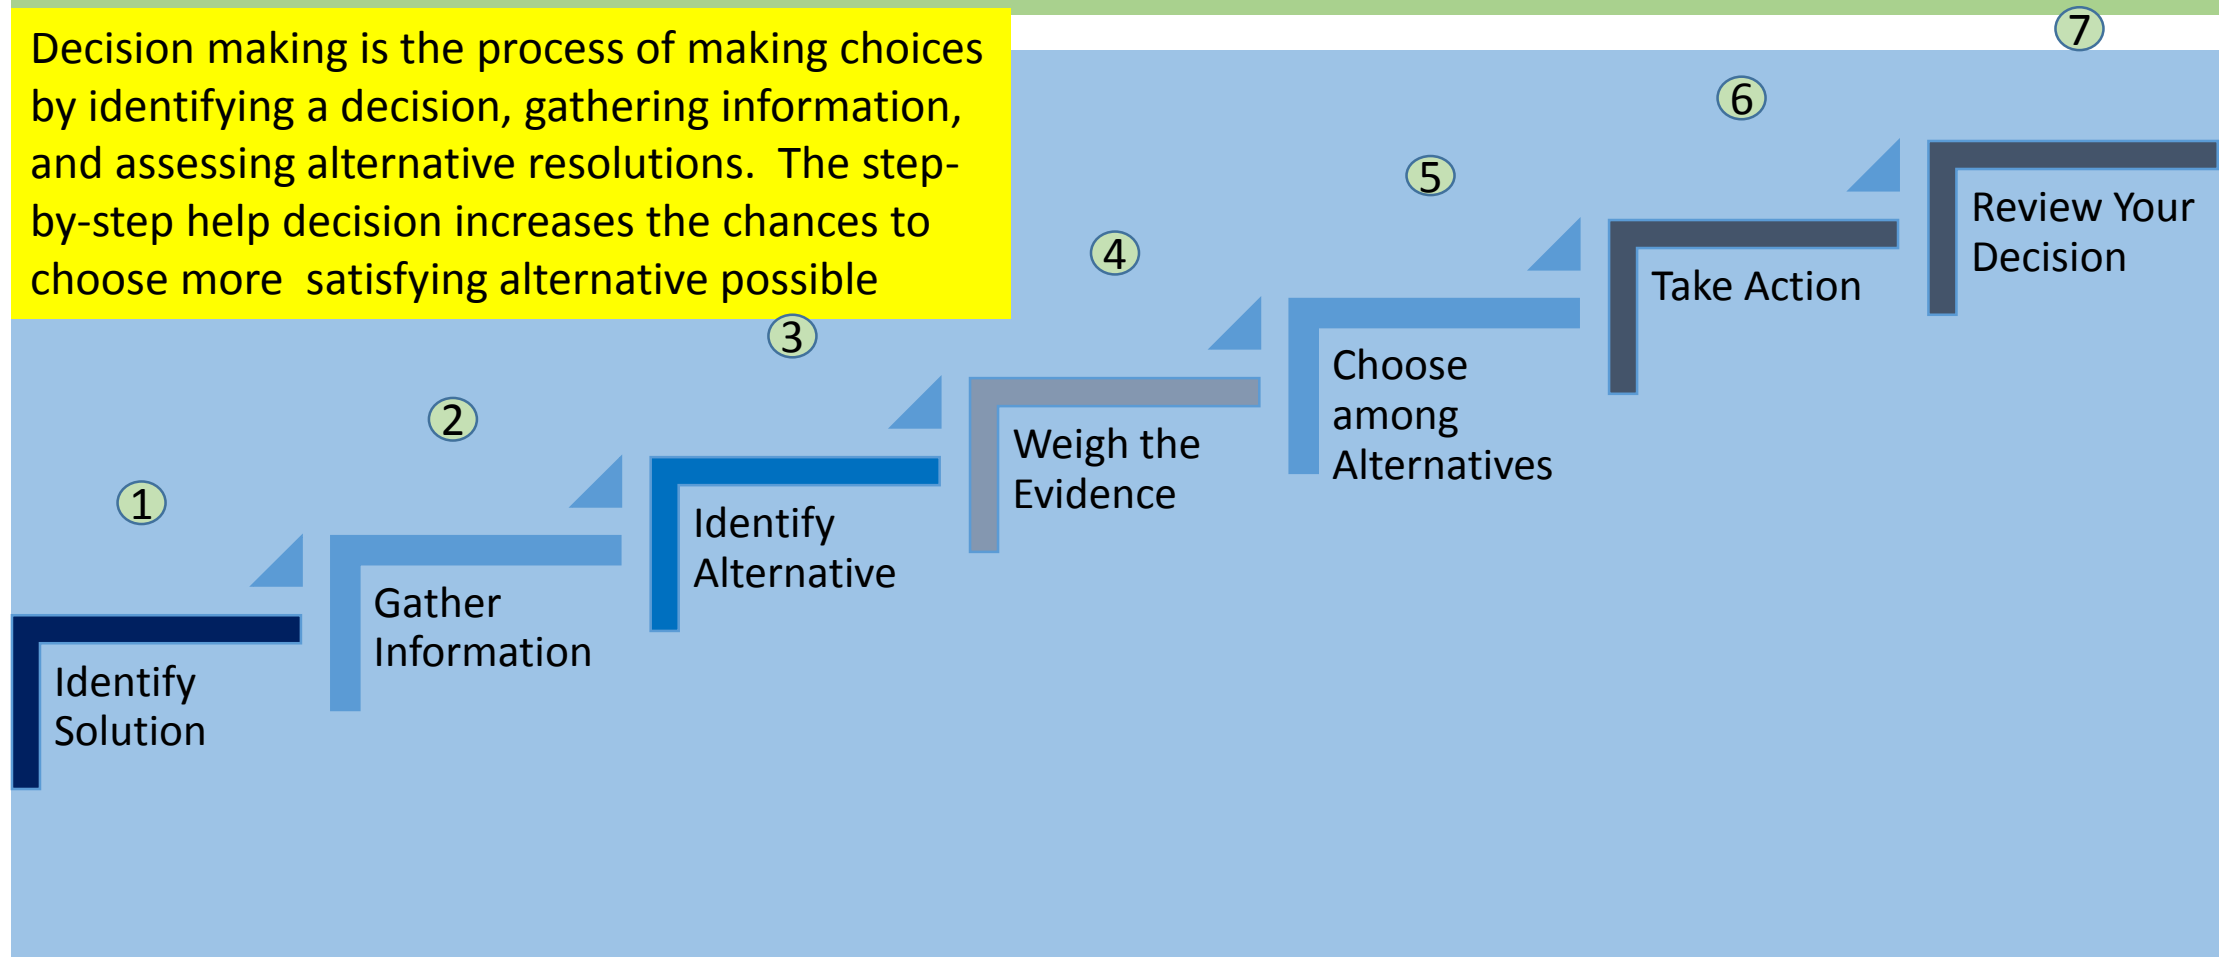 Decision making is the process of making choices
by identifying a decision, gathering information,
and assessing alternative resolutions.  The step-
by-step help decision increases the chances to
choose more  satisfying alternative possible
1
Identify
Solution
2
Gather
Information
3
Identify
Alternative
4
Weigh the
Evidence
5
Choose
among
Alternatives
6
Take Action
7
Review Your
Decision